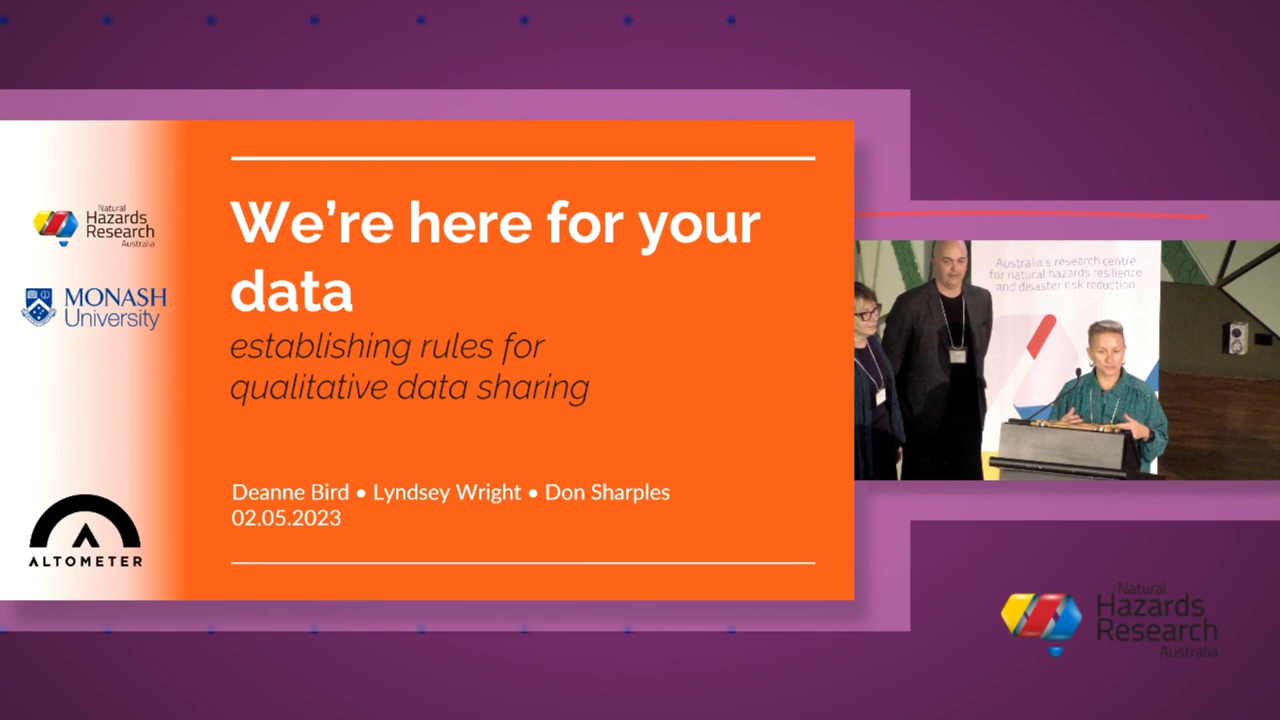 Natural
Hazards
Research
Australia
MONASH
University
ALTOMETER
We're here for your
data
establishing rules for
qualitative data sharing
Deanne Bird • Lyndsey Wright • Don Sharples
02.05.2023
Australia's research centre
for natural hazards resilience
and disaster risk reduction
Natural
Hazards
Research
Australia